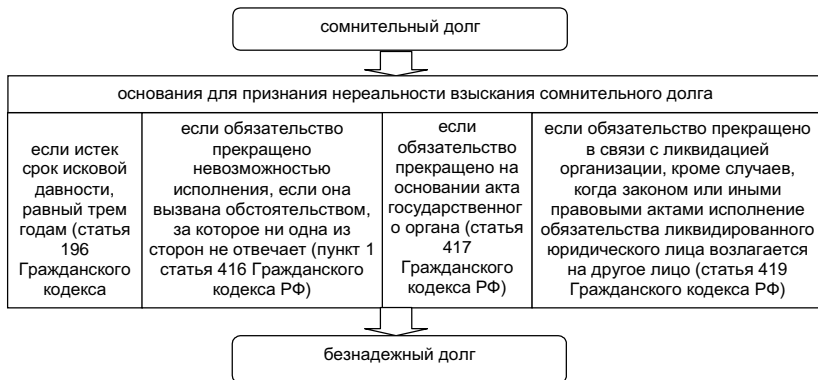 сомнительный долг
основания для признания нереальности взыскания сомнительного долга
если истек
срок исковой
давности,
равный трем
годам (статья
196
Гражданского
кодекса
если обязательство
прекращено
невозможностью
исполнения, если она
вызвана обстоятельством,
за которое ни одна из
сторон не отвечает (пункт 1
статья 416 Гражданского
кодекса РФ)
если
обязательство
прекращено на
основании акта
государственног
о органа (статья
417
Гражданского
кодекса РФ)
если обязательство прекращено
в связи с ликвидацией
организации, кроме случаев,
когда законом или иными
правовыми актами исполнение
обязательства ликвидированного
юридического лица возлагается
на другое лицо (статья 419
Гражданского кодекса РФ)
безнадежный долг